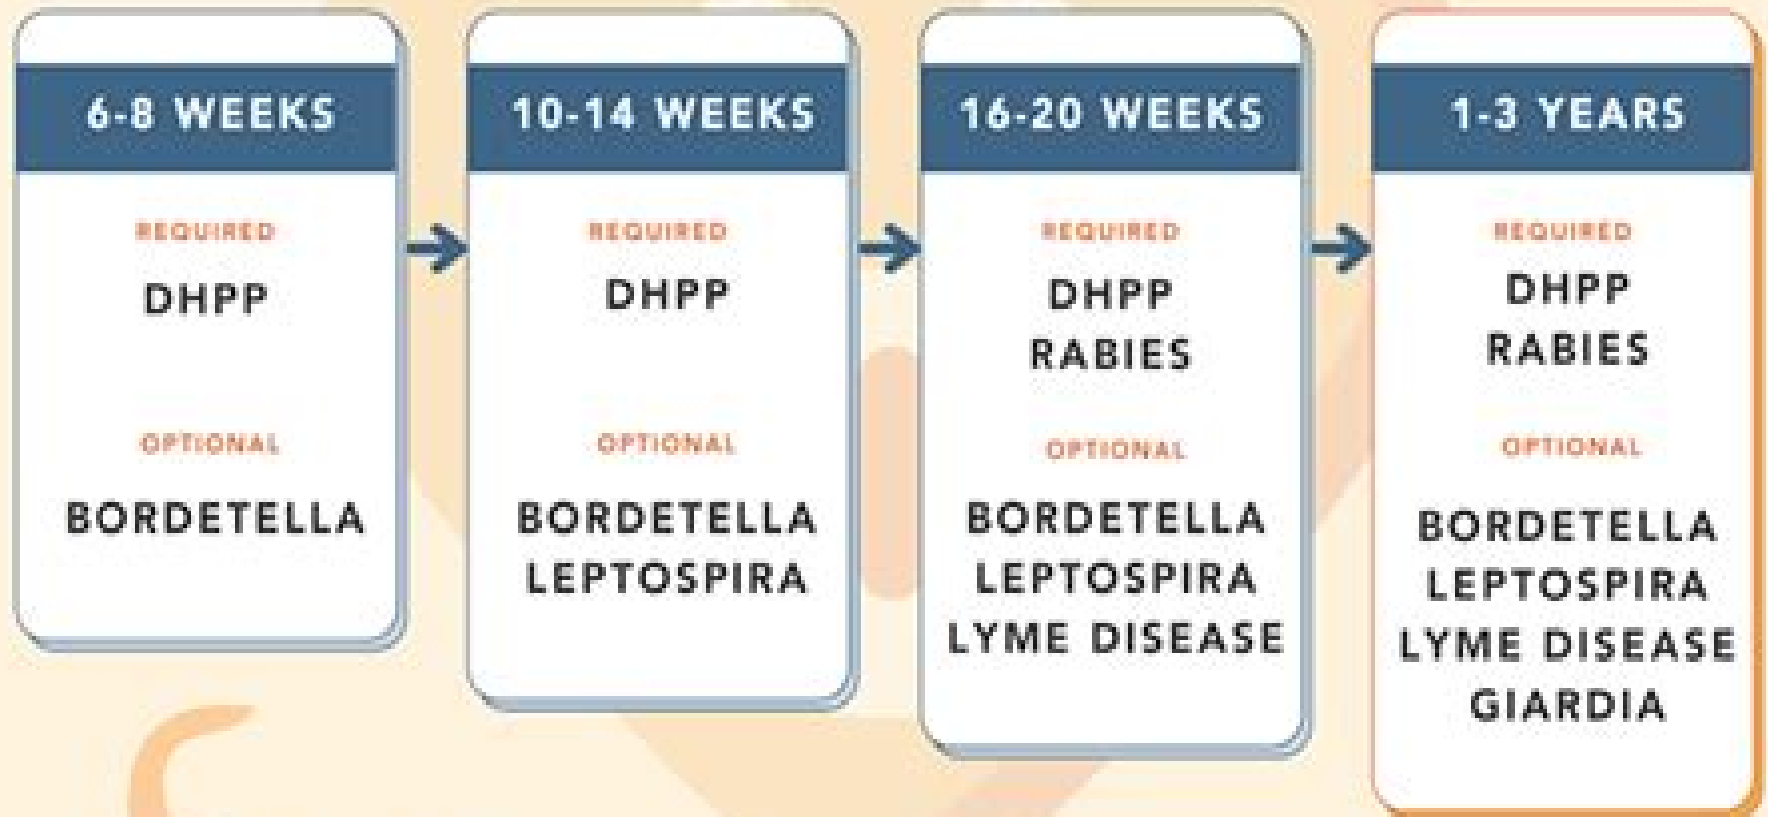 6-8 WEEKS
REQUIRED
DHPP
OPTIONAL
BORDETELLA
10-14 WEEKS
REQUIRED
DHPP
OPTIONAL
BORDETELLA
LEPTOSPIRA
16-20 WEEKS
REQUIRED
DHPP
RABIES
OPTIONAL
BORDETELLA
LEPTOSPIRA
LYME DISEASE
1-3 YEARS
REQUIRED
DHPP
RABIES
OPTIONAL
BORDETELLA
LEPTOSPIRA
LYME DISEASE
GIARDIA